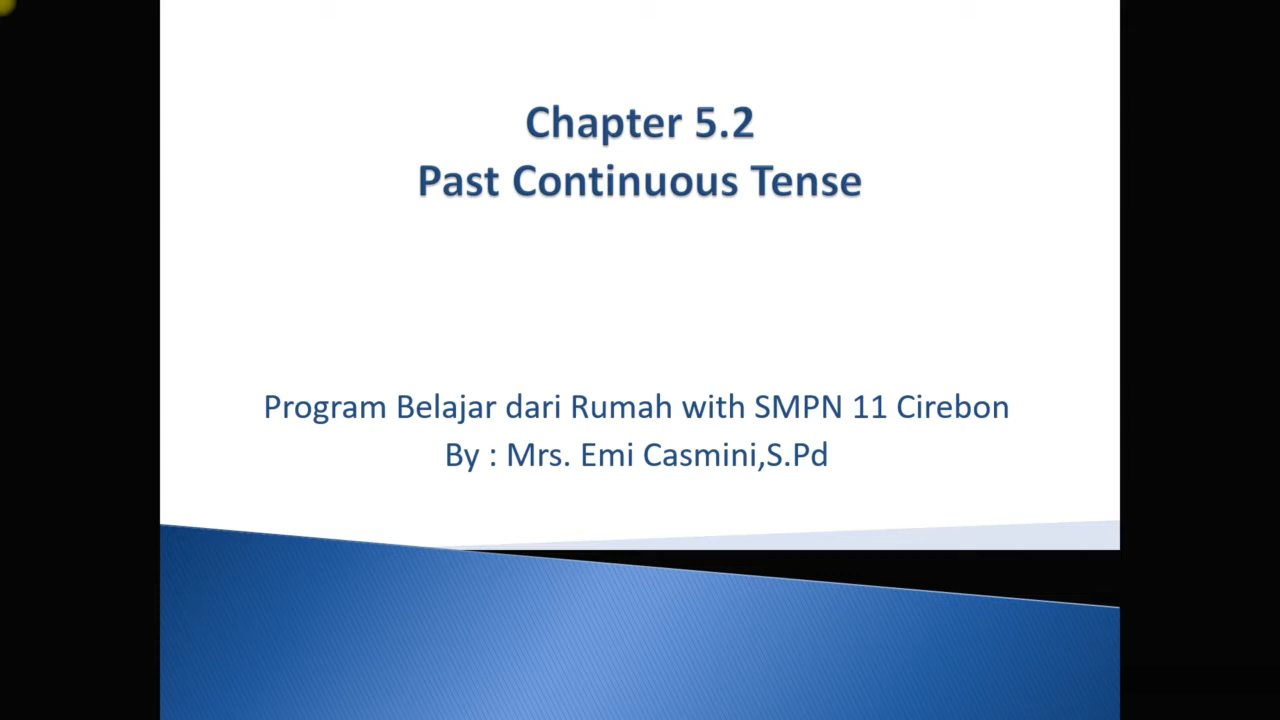 Chapter 5.2
Past Continuous Tense
Program Belajar dari Rumah with SMPN 11 Cirebon
By : Mrs. Emi Casmini,S.Pd